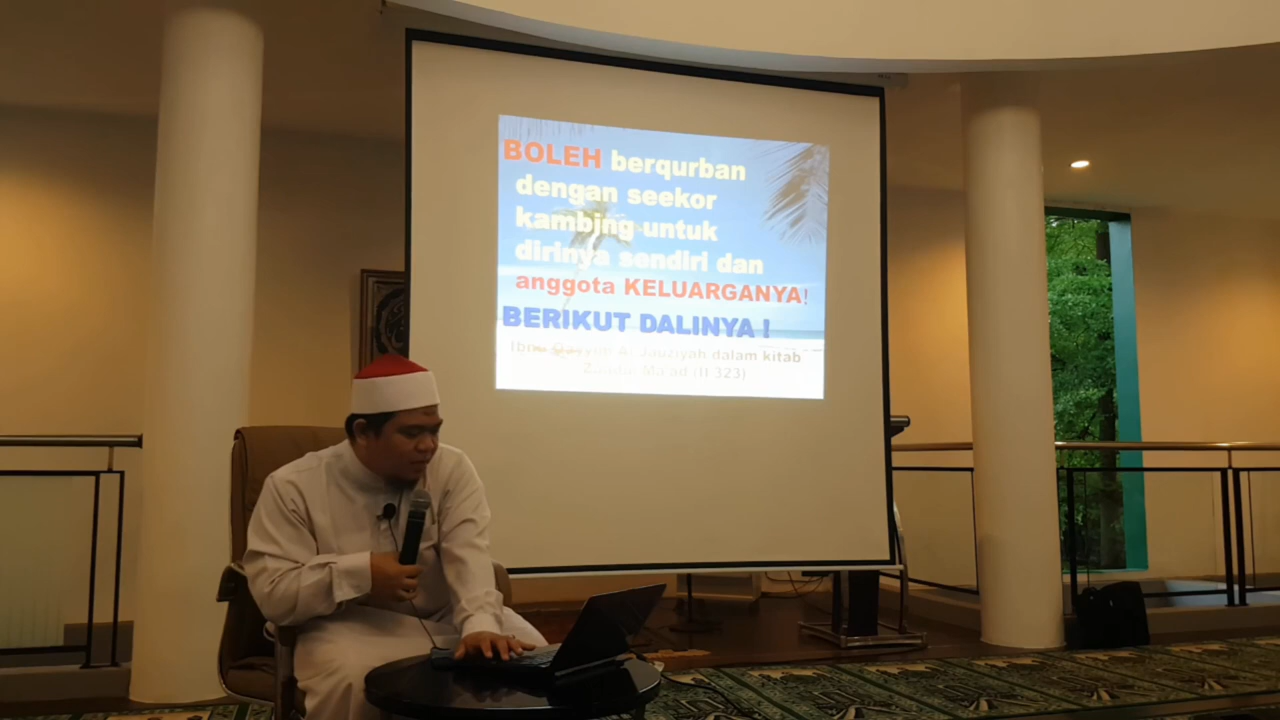 BOLEH berqurban
dengan seekor
kambing untuk
dirinya sendiri dan
anggota KELUARGANYA!
BERIKUT DALINYA !
Ibnu Qayyim Al Jauziyah dalam kitab
Zaadul Ma'ad (II 323)